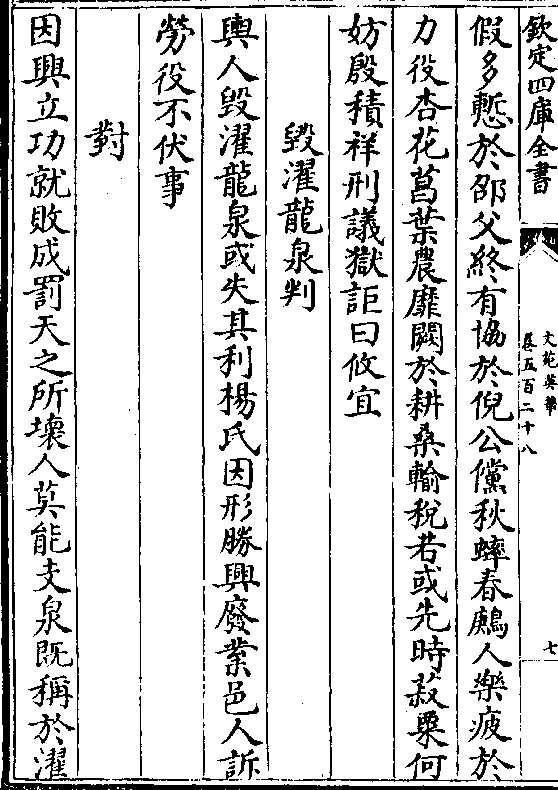 欽定四庫全書
文苑英華
卷五百二十八
七
假多慙於邵父終有協於倪公儻秋蟀春鳸人樂疲於
力役杏花菖葉農靡闕於耕桑輸稅若或先時菽粟何
妨殷積祥刑議獄詎曰攸宜
毀濯龍泉判
輿人毀濯龍泉或失其利楊氏因形勝興廢業邑人訴
勞役不伏事
對
因興立功就敗成罰天之所壞人莫能支泉既稱於濯